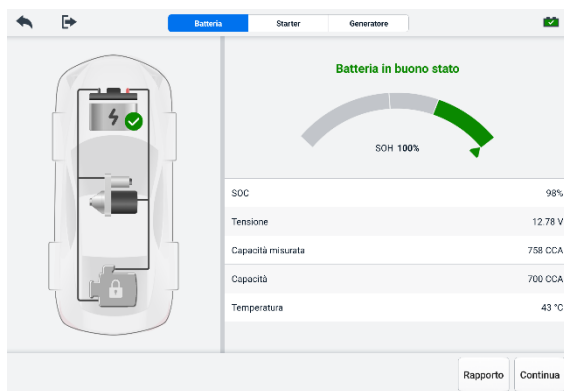 Batteria
Starter
Generatore
Batteria in buono stato
SOH 100%
SOC 98%
Tensione 12.78 V
Capacità misurata 758 CCA
Capacità 700 CCA
Temperatura 43 °C
Rapporto
Continua